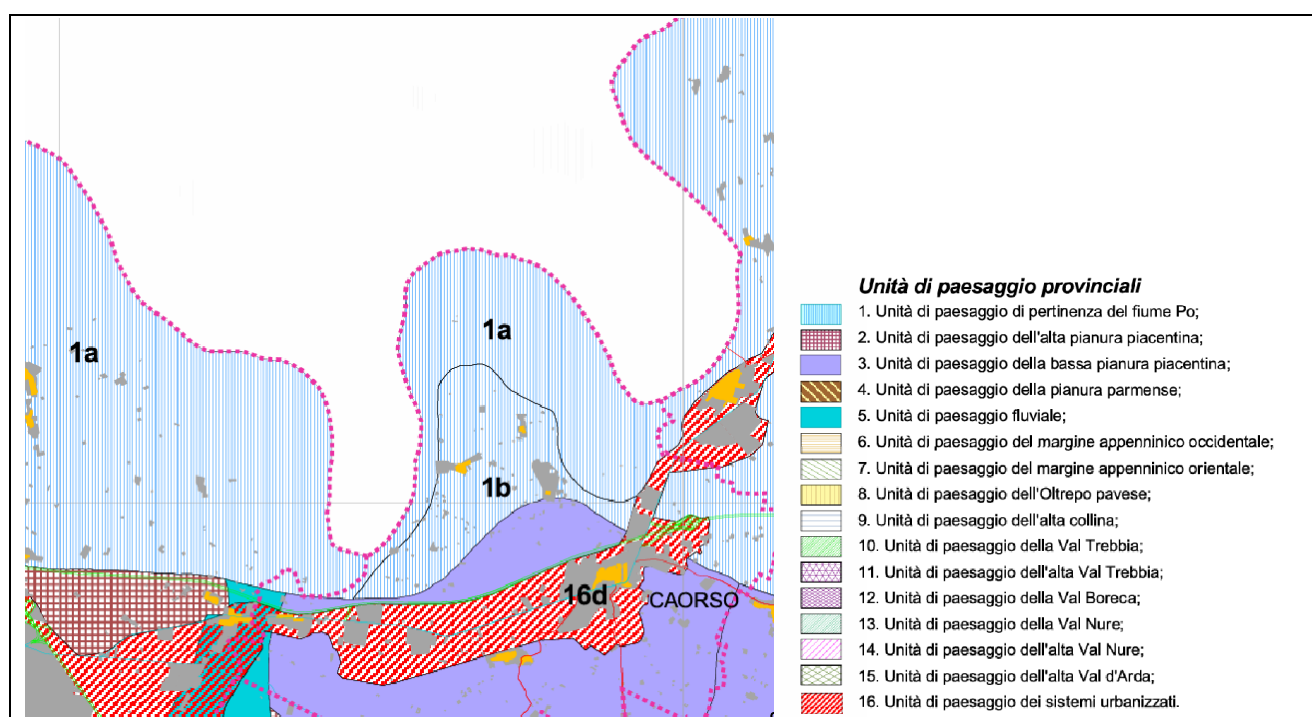 1a
1a
1b
16d
CAORSO
Unità di paesaggio provinciali
1. Unità di paesaggio di pertinenza del fiume Po;
2. Unità di paesaggio dell'alta pianura piacentina;
3. Unità di paesaggio della bassa pianura piacentina;
4. Unità di paesaggio della pianura parmense;
5. Unità di paesaggio fluviale;
6. Unità di paesaggio del margine appenninico occidentale;
7. Unità di paesaggio del margine appenninico orientale;
8. Unità di paesaggio dell'Oltrepo pavese;
9. Unità di paesaggio dell'alta collina;
10. Unità di paesaggio della Val Trebbia;
11. Unità di paesaggio dell'alta Val Trebbia;
12. Unità di paesaggio della Val Boreca;
13. Unità di paesaggio della Val Nure;
14. Unità di paesaggio dell'alta Val Nure;
15. Unità di paesaggio dell'alta Val d'Arda;
16. Unità di paesaggio dei sistemi urbanizzati.